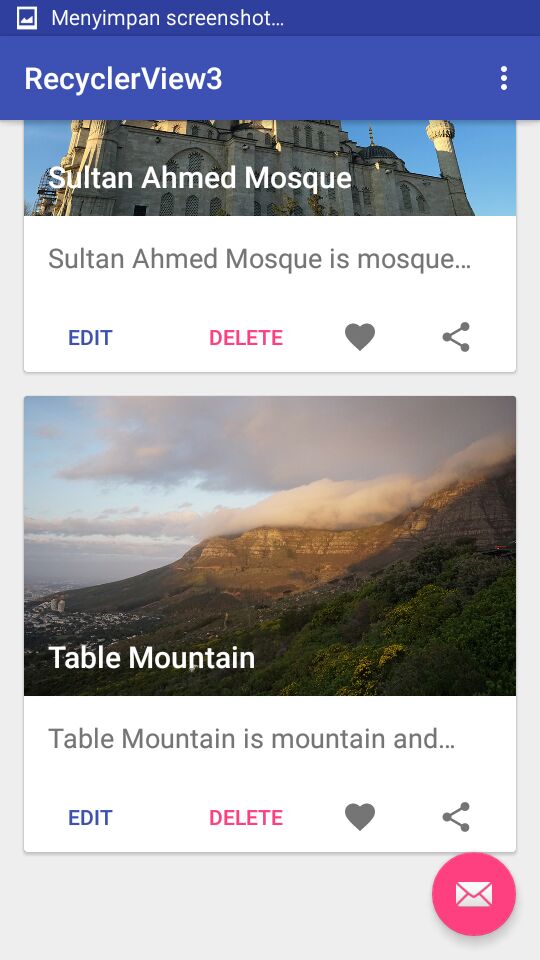 Menyimpan screenshot...
RecyclerView3
Sultan Ahmed Mosque
Sultan Ahmed Mosque is mosque...
EDIT DELETE
Table Mountain
Table Mountain is mountain and...
EDIT DELETE